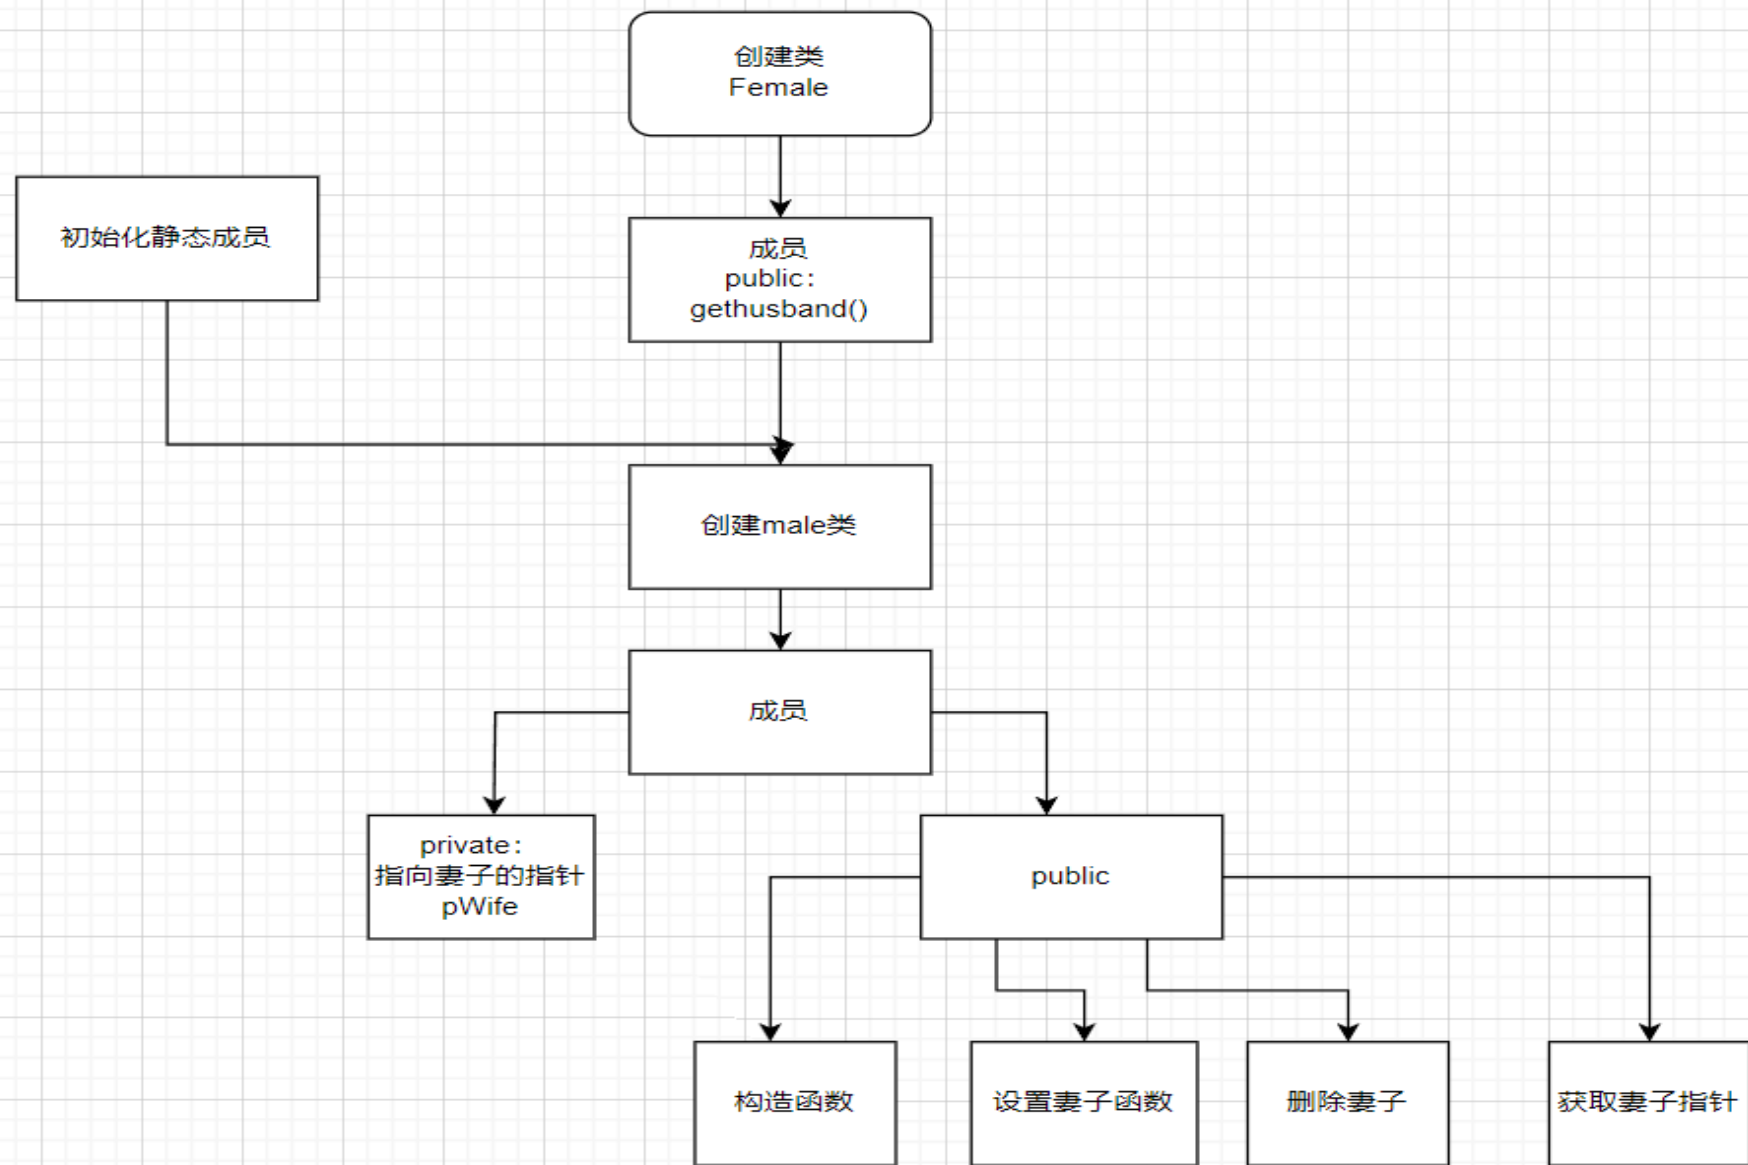 创建类
Female
初始化静态成员
成员
public：
gethusband()
创建male类
成员
private：
指向妻子的指针
pWife
public
构造函数
设置妻子函数
删除妻子
获取妻子指针